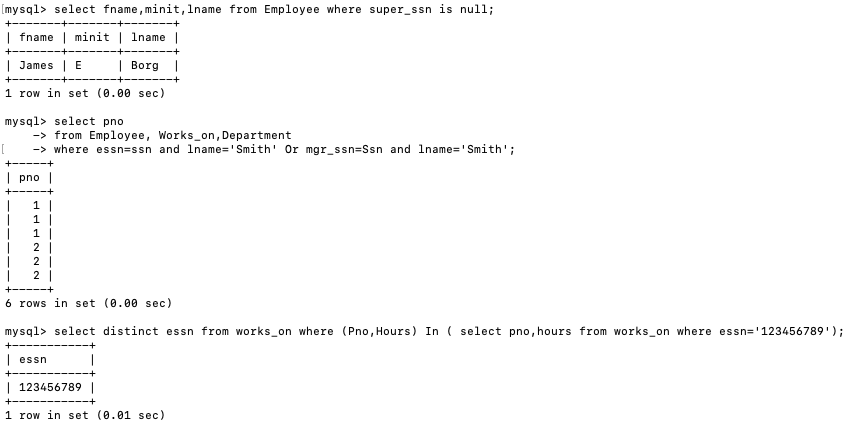 [mysql> select fname,minit,lname from Employee where super_ssn is null;
+-------+-------+-------+
| fname | minit | lname |
+-------+-------+-------+
| James | E     | Borg  |
+-------+-------+-------+
1 row in set (0.00 sec)

mysql> select pno
    -> from Employee, Works_on,Department
[    -> where essn=ssn and lname='Smith' Or mgr_ssn=Ssn and lname='Smith';
+-----+
| pno |
+-----+
|   1 |
|   1 |
|   1 |
|   2 |
|   2 |
|   2 |
+-----+
6 rows in set (0.00 sec)

mysql> select distinct essn from works_on where (Pno,Hours) In ( select pno,hours from works_on where essn='123456789');
+-----------+
| essn      |
+-----------+
| 123456789 |
+-----------+
1 row in set (0.01 sec)